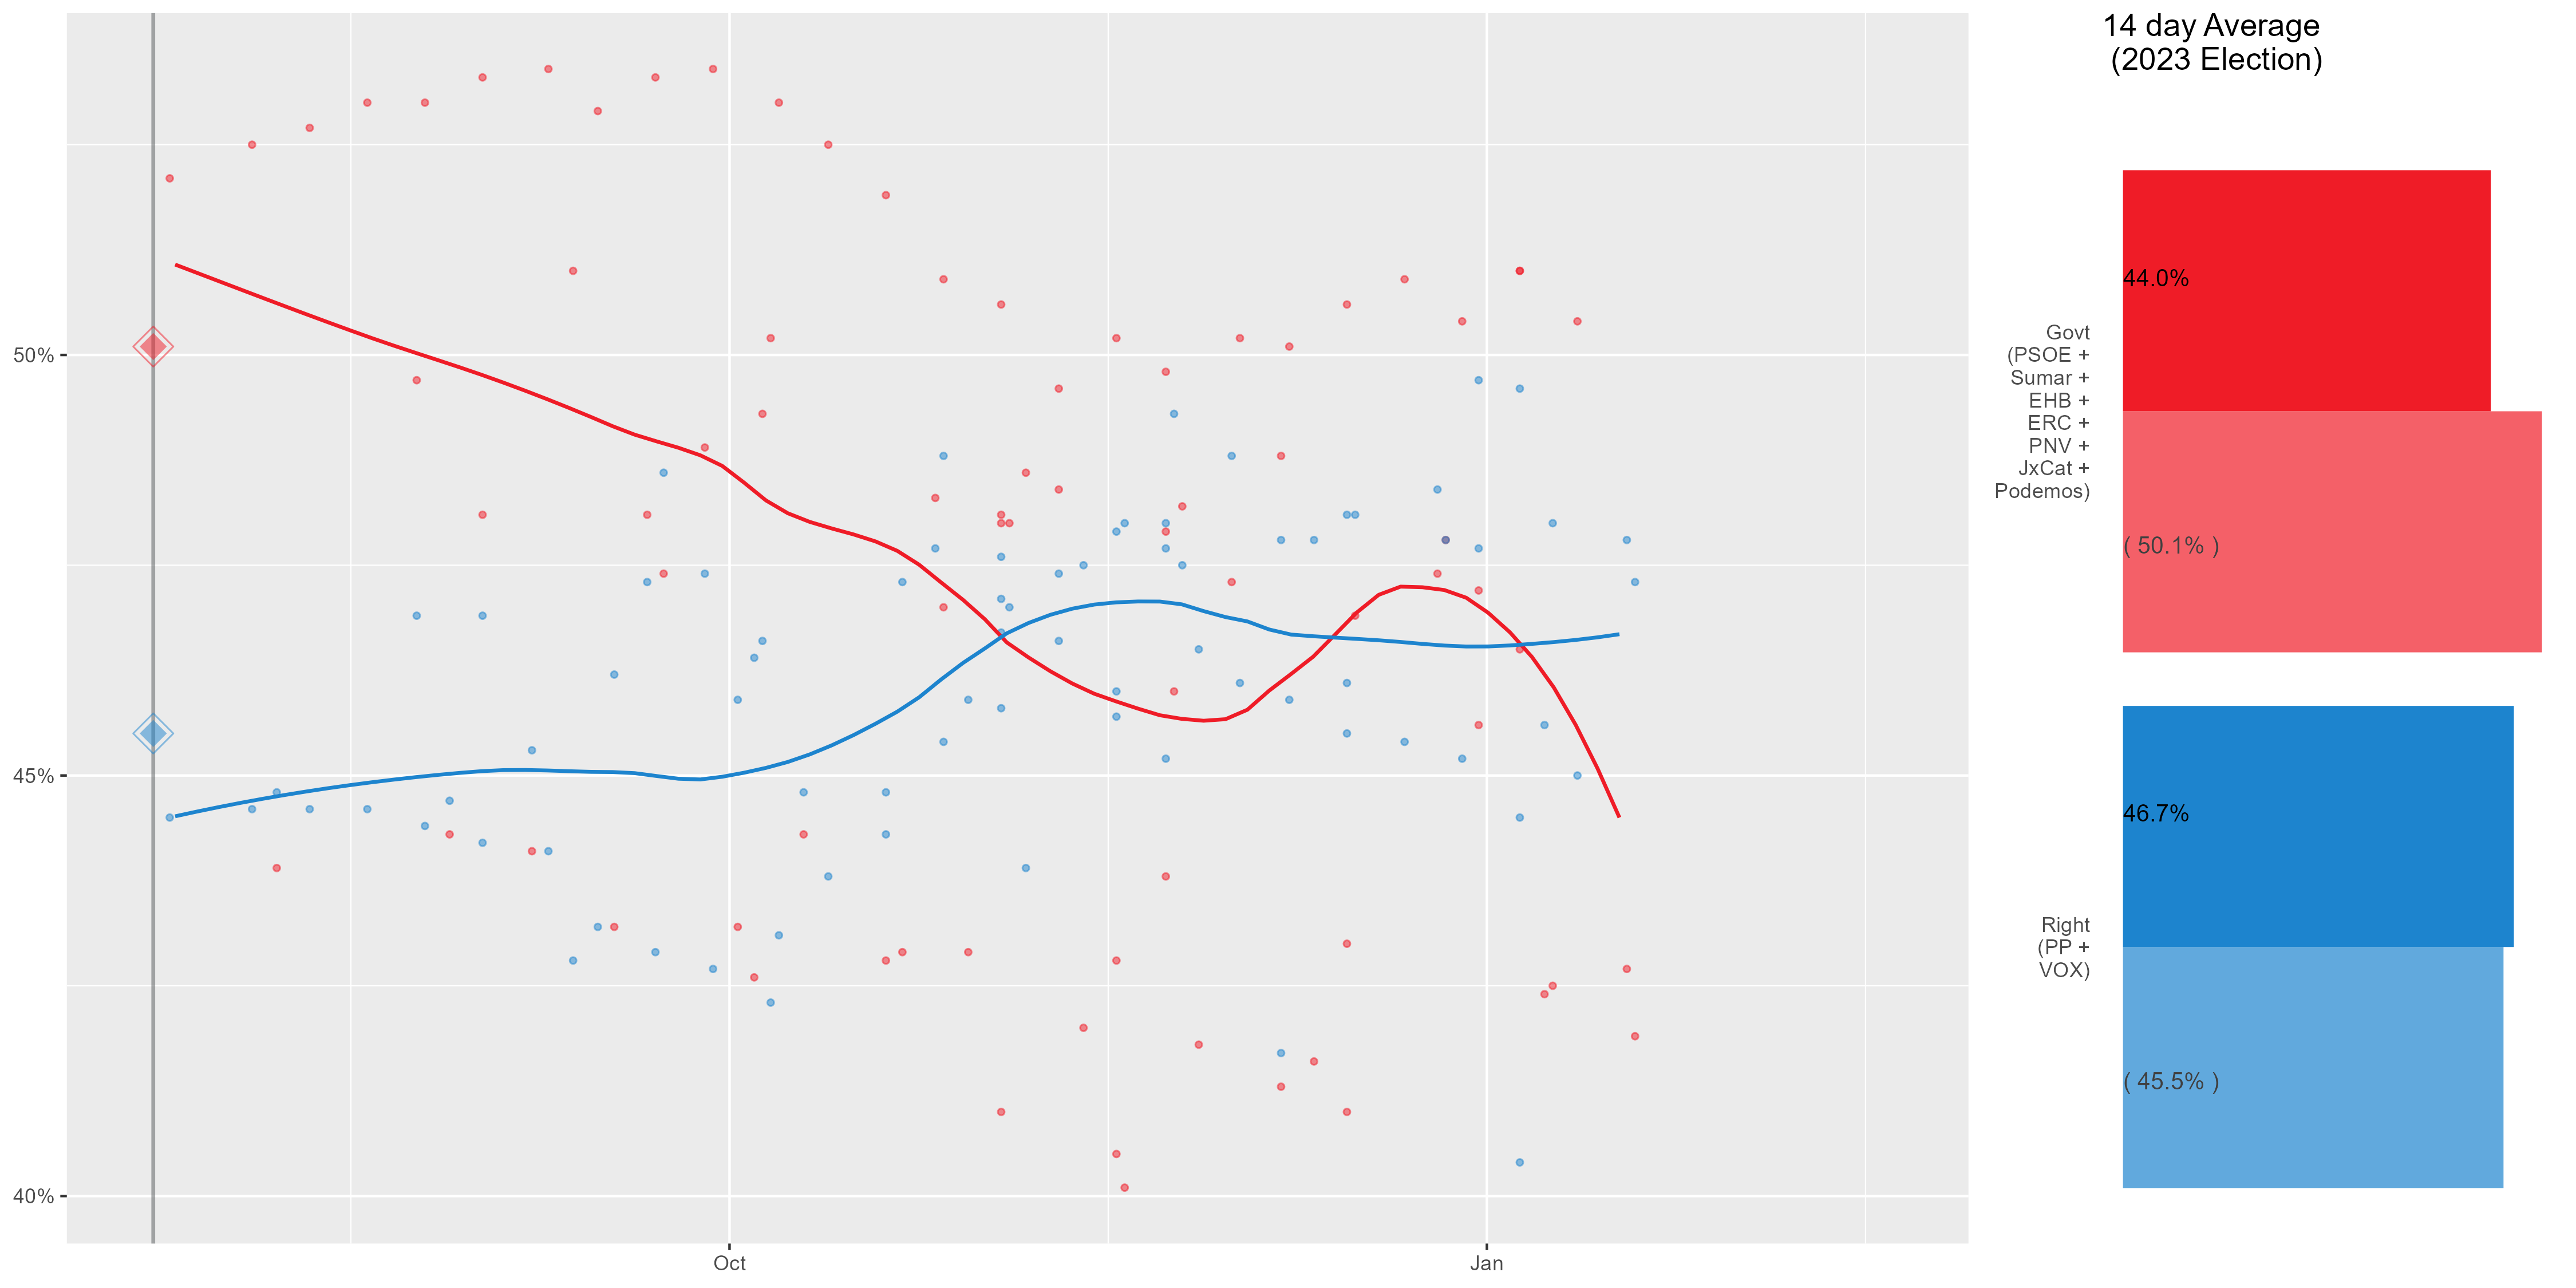 14 day Average
(2023 Election)
50%
45%
40%
Oct
Jan
Govt
(PSOE +
Sumar +
EHB +
ERC +
PNV +
JxCat +
Podemos)
44.0%
( 50.1% )
Right
(PP +
VOX)
46.7%
( 45.5% )